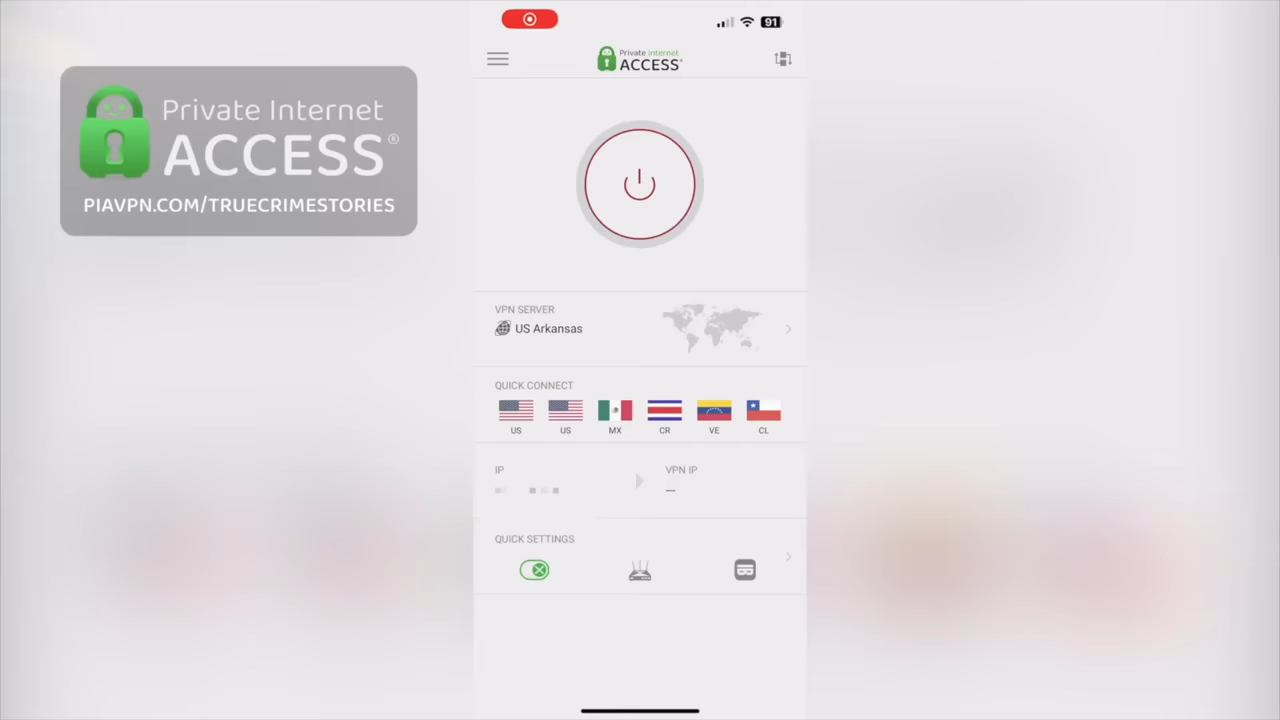 91
Private Internet
ACCESS®
Private Internet
ACCESS®
PIAVPN.COM/TRUECRIMESTORIES
VPN SERVER
US Arkansas
QUICK CONNECT
US US MX CR VE CL
IP VPN IP
—
QUICK SETTINGS